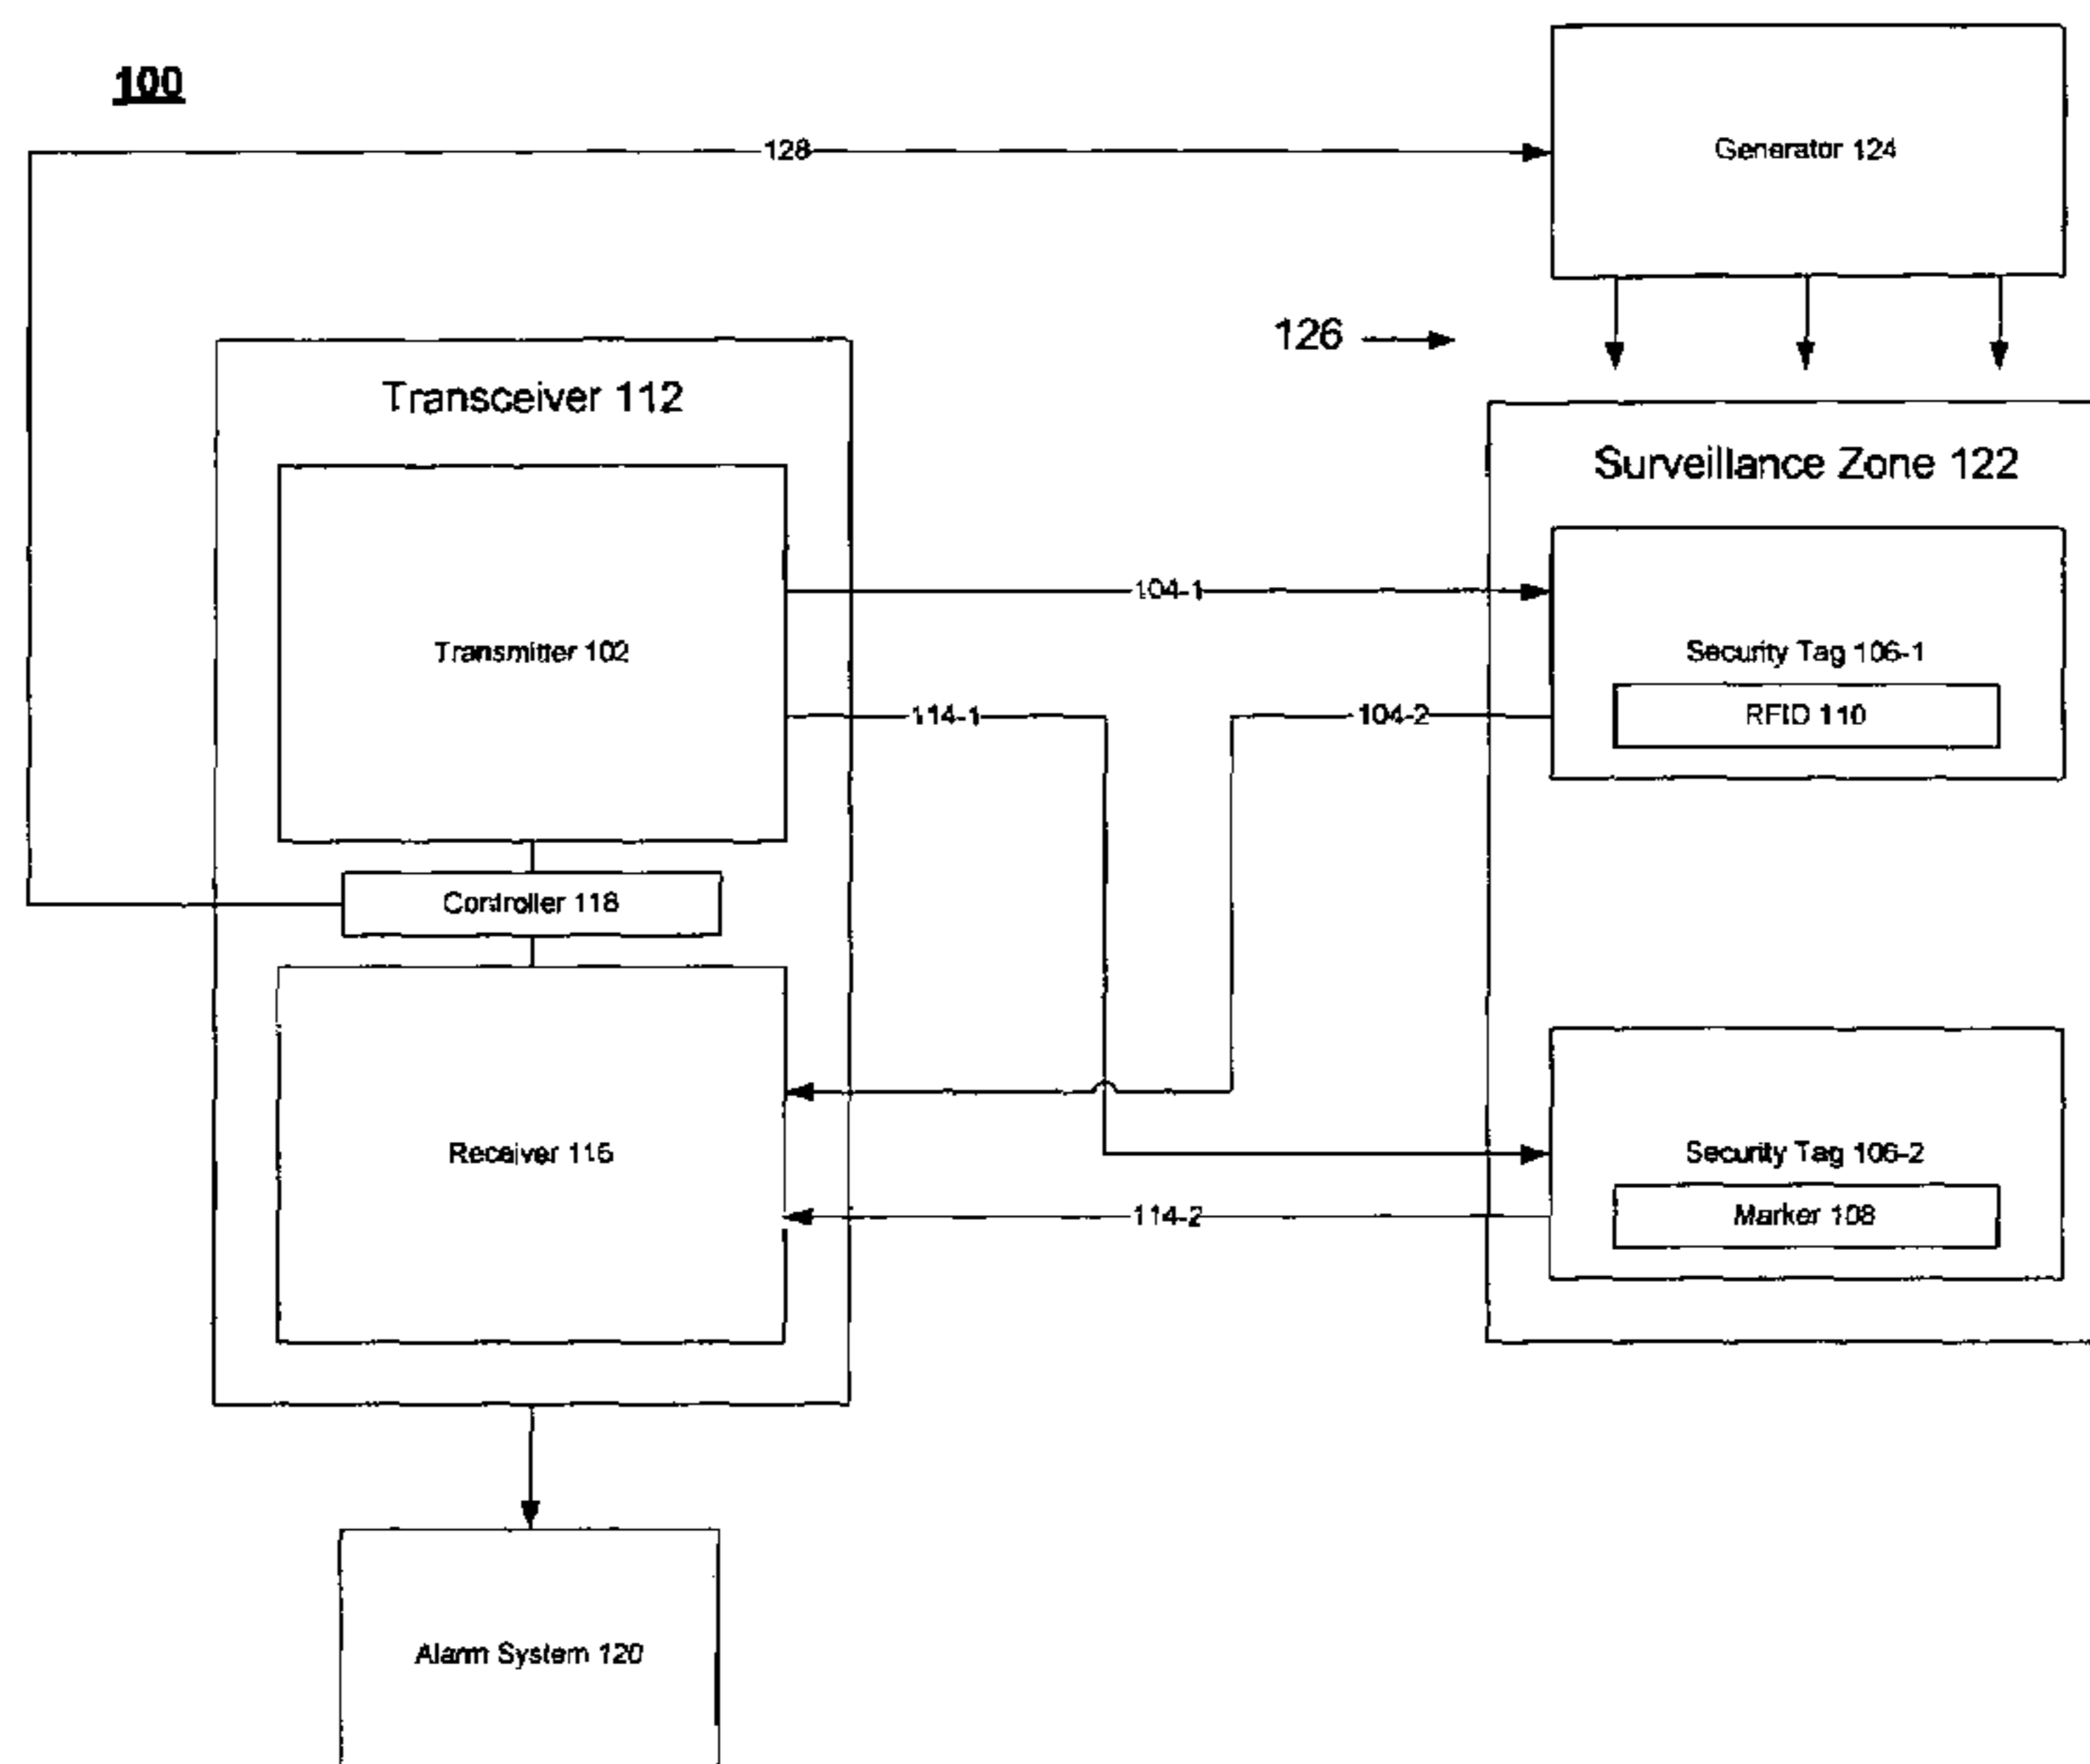 100
128
Generator 124
126
Transceiver 112
Surveillance Zone 122
104-1
Transmitter 102
Security Tag 106-1
114-1
104-2
RFID 110
Controller 118
Receiver 116
Security Tag 106-2
114-2
Marker 108
Alarm System 120